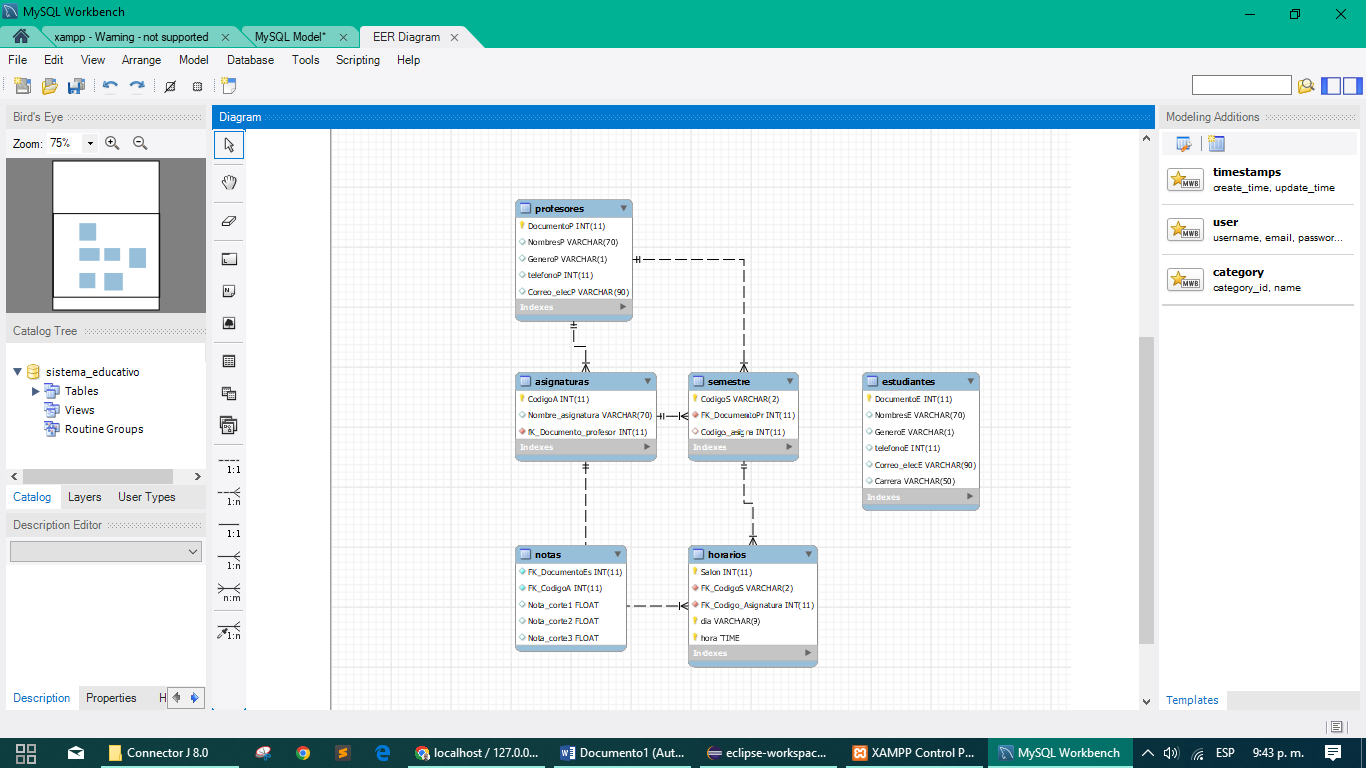 MySQL Workbench
xampp - Warning - not supported
MySQL Model*
EER Diagram
File Edit View Arrange Model Database Tools Scripting Help
Bird's Eye
Zoom: 75%
Catalog Tree
sistema_educativo
Tables
Views
Routine Groups
Catalog Layers User Types
Description Editor
Description Properties H
Diagram
1:1
1:n
1:1
1:n
n:m
1:n
profesores
DocumentoP INT(11)
NombresP VARCHAR(70)
GeneroP VARCHAR(1)
telefonoP INT(11)
Correo_elecP VARCHAR(90)
Indexes
asignaturas
CodigoA INT(11)
Nombre_asignatura VARCHAR(70)
fK_Documento_profesor INT(11)
Indexes
semestre
CodigoS VARCHAR(2)
FK_DocumentoPr INT(11)
Codigo_asigna INT(11)
Indexes
estudiantes
DocumentoE INT(11)
NombresE VARCHAR(70)
GeneroE VARCHAR(1)
telefonoE INT(11)
Correo_elecE VARCHAR(90)
Carrera VARCHAR(50)
Indexes
notas
FK_DocumentoEs INT(11)
FK_CodigoA INT(11)
Nota_corte1 FLOAT
Nota_corte2 FLOAT
Nota_corte3 FLOAT
horarios
Salon INT(11)
FK_CodigoS VARCHAR(2)
FK_Codigo_Asignatura INT(11)
dia VARCHAR(9)
hora TIME
Indexes
Modeling Additions
MWB
timestamps
create_time, update_time
MWB
user
username, email, passwor...
MWB
category
category_id, name
Templates
Connector J 8.0
localhost / 127.0.0...
Documento1 (Aut...
eclipse-workspac...
XAMPP Control P...
MySQL Workbench
ESP
9:43 p. m.